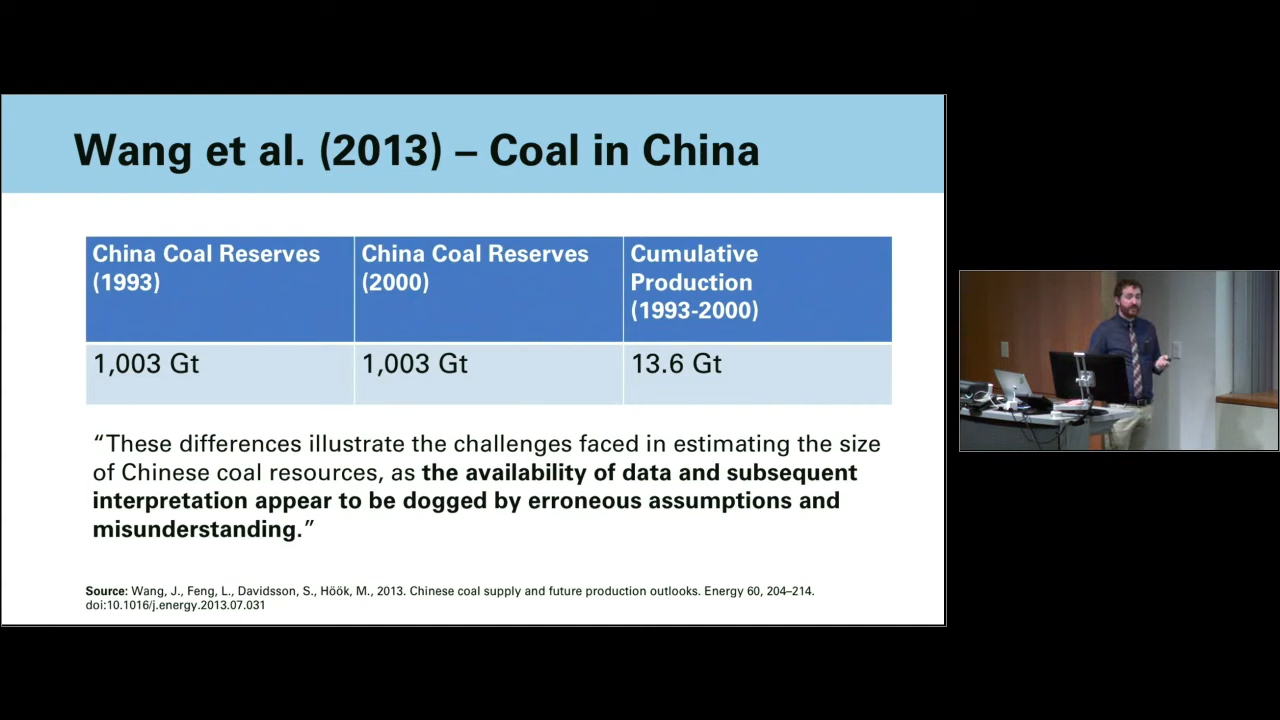 Wang et al. (2013) – Coal in China
China Coal Reserves
(1993)
China Coal Reserves
(2000)
Cumulative
Production
(1993-2000)
1,003 Gt
1,003 Gt
13.6 Gt
“These differences illustrate the challenges faced in estimating the size
of Chinese coal resources, as the availability of data and subsequent
interpretation appear to be dogged by erroneous assumptions and
misunderstanding.”
Source: Wang, J., Feng, L., Davidsson, S., Höök, M., 2013. Chinese coal supply and future production outlooks. Energy 60, 204–214.
doi:10.1016/j.energy.2013.07.031